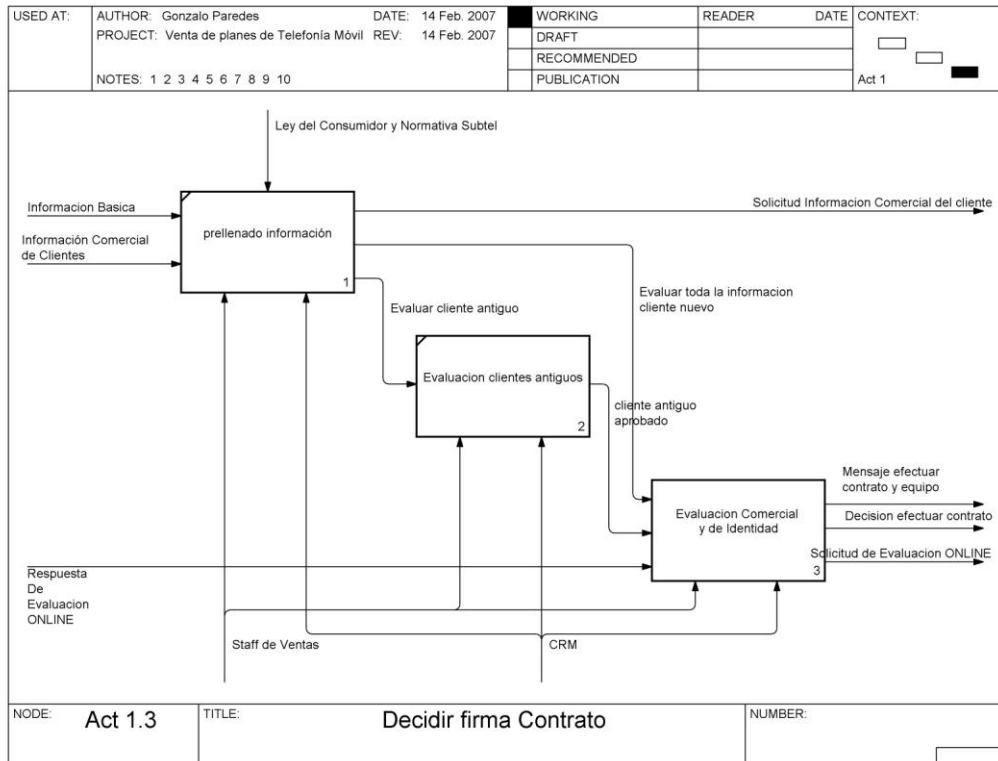 USED AT:
AUTHOR: Gonzalo Paredes
DATE: 14 Feb. 2007
PROJECT: Venta de planes de Telefonía Móvil
REV: 14 Feb. 2007
NOTES: 1 2 3 4 5 6 7 8 9 10
WORKING
DRAFT
RECOMMENDED
PUBLICATION
READER
DATE
CONTEXT:
Act 1
Ley del Consumidor y Normativa Subtel
Informacion Basica
Información Comercial
de Clientes
prellenado información
1
Solicitud Informacion Comercial del cliente
Evaluar toda la informacion
cliente nuevo
Evaluar cliente antiguo
Evaluacion clientes antiguos
2
cliente antiguo
aprobado
Evaluacion Comercial
y de Identidad
3
Mensaje efectuar
contrato y equipo
Decision efectuar contrato
Solicitud de Evaluacion ONLINE
Respuesta
De
Evaluacion
ONLINE
Staff de Ventas
CRM
NODE:
Act 1.3
TITLE:
Decidir firma Contrato
NUMBER: